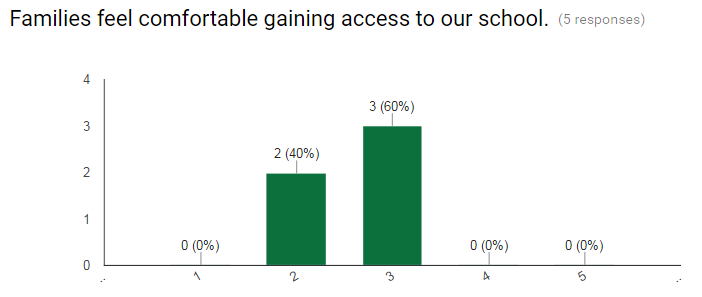 Families feel comfortable gaining access to our school. (5 responses)
4
3 (60%)
3
2 (40%)
2
1
0 (0%) 0 (0%) 0 (0%)
0
.. 1 2 3 4 5 ..